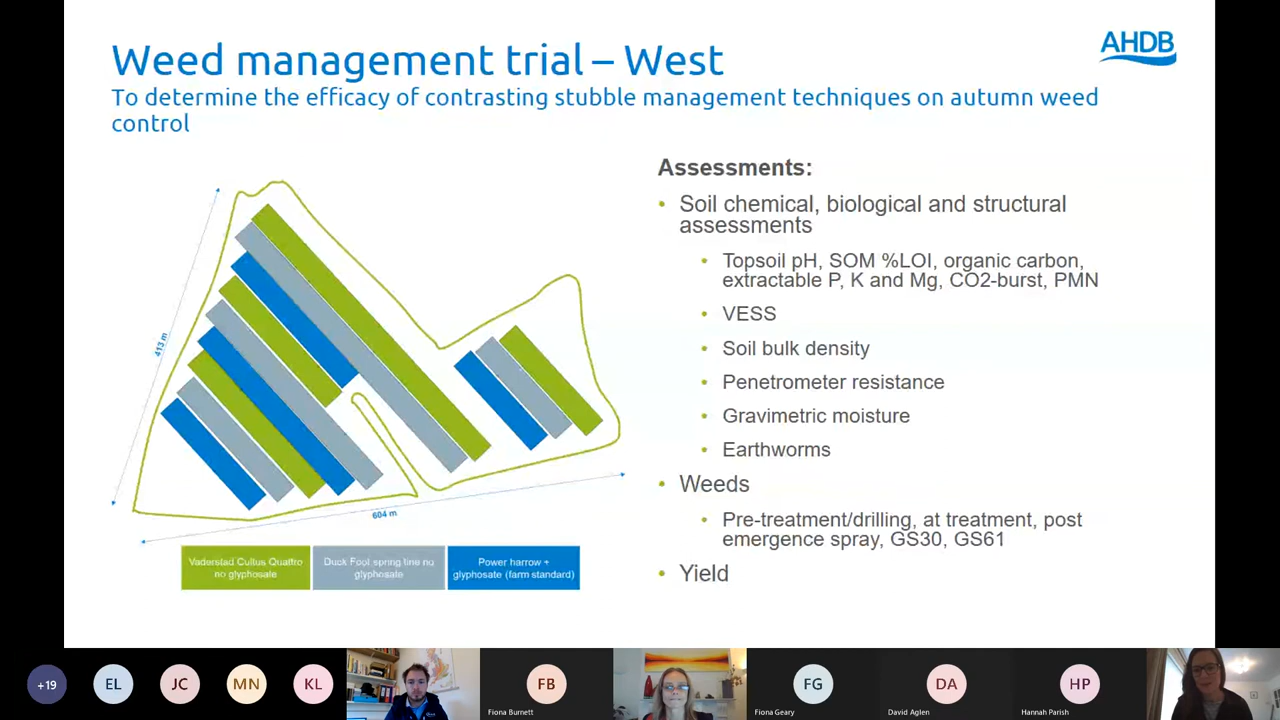 Weed management trial – West
To determine the efficacy of contrasting stubble management techniques on autumn weed
control
AHDB
Assessments:
• Soil chemical, biological and structural
assessments
• Topsoil pH, SOM %LOI, organic carbon,
extractable P, K and Mg, CO2-burst, PMN
• VESS
• Soil bulk density
• Penetrometer resistance
• Gravimetric moisture
• Earthworms
• Weeds
• Pre-treatment/drilling, at treatment, post
emergence spray, GS30, GS61
• Yield
413 m
604 m
Vaderstad Cultus Quattro
no glyphosate
Duck Foot spring line no
glyphosate
Power harrow +
glyphosate (farm standard)
+19
EL
JC
MN
KL
FB
Fiona Burnett
FG
Fiona Geary
DA
David Aglen
HP
Hannah Parish